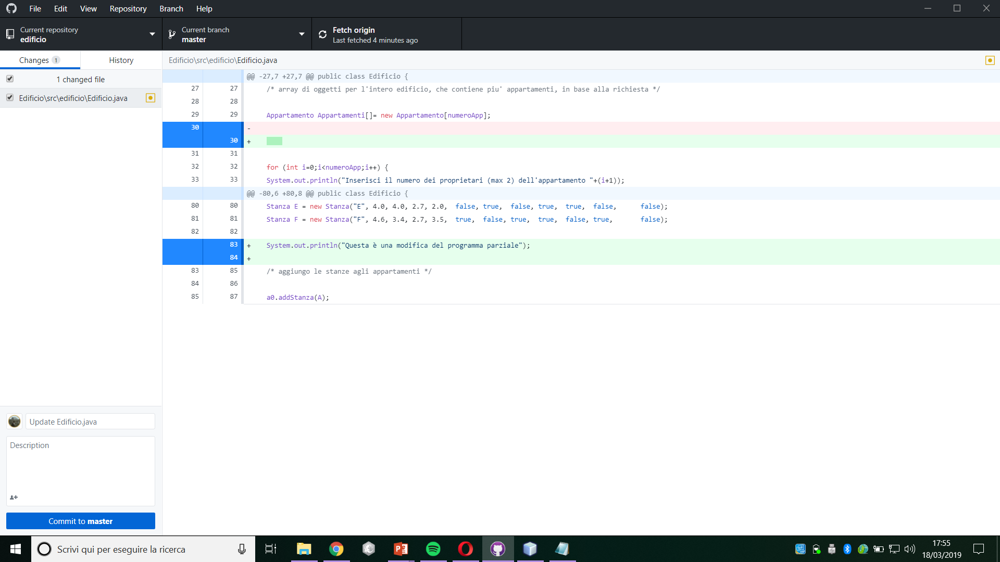 File Edit View Repository Branch Help
Current repository
edificio
Current branch
master
Fetch origin
Last fetched 4 minutes ago
Changes 1
History
1 changed file
Edificio\src\edificio\Edificio.java
Edificio\src\edificio\Edificio.java
@@ -27,7 +27,7 @@ public class Edificio {
27 27 /* array di oggetti per l'intero edificio, che contiene piu' appartamenti, in base alla richiesta */
28 28
29 29 Appartamento Appartamenti[]= new Appartamento[numeroApp];
30 -
30 +
31 31
32 32 for (int i=0;i<numeroApp;i++) {
33 33 System.out.println("Inserisci il numero dei proprietari (max 2) dell'appartamento "+(i+1));
@@ -80,6 +80,8 @@ public class Edificio {
80 80 Stanza E = new Stanza("E", 4.0, 4.0, 2.7, 2.0, false, true, false, true, true, false, false);
81 81 Stanza F = new Stanza("F", 4.6, 3.4, 2.7, 3.5, true, false, true, true, false, true, false);
82 82
83 + System.out.println("Questa è una modifica del programma parziale");
84 +
83 85 /* aggiungo le stanze agli appartamenti */
84 86
85 87 a0.addStanza(A);
Update Edificio.java
Description
Commit to master
Scrivi qui per eseguire la ricerca
17:55
18/03/2019